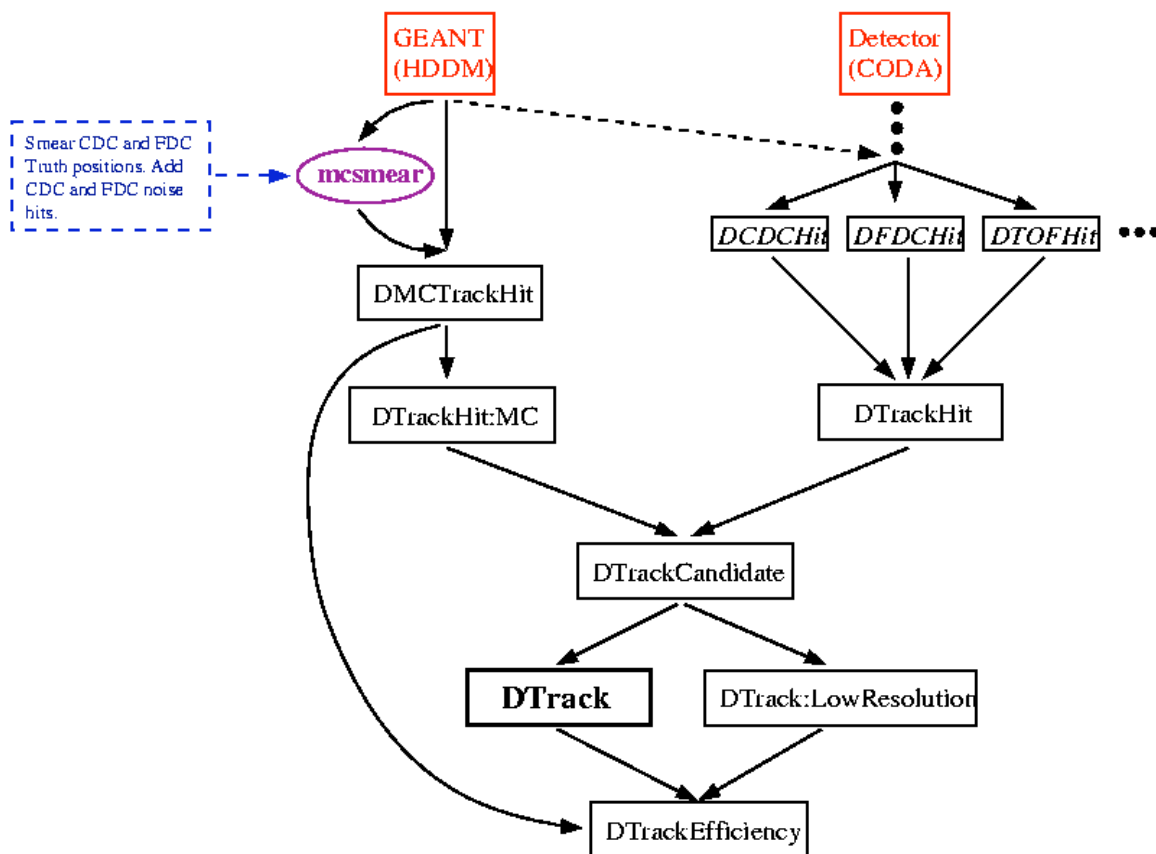 GEANT
(HDDM)
Detector
(CODA)
Smear CDC and FDC
Truth positions. Add
CDC and FDC noise
hits.
mcsmear
DCDCHit
DFDCHit
DTOFHit
DMCTrackHit
DTrackHit:MC
DTrackHit
DTrackCandidate
DTrack
DTrack:LowResolution
DTrackEfficiency